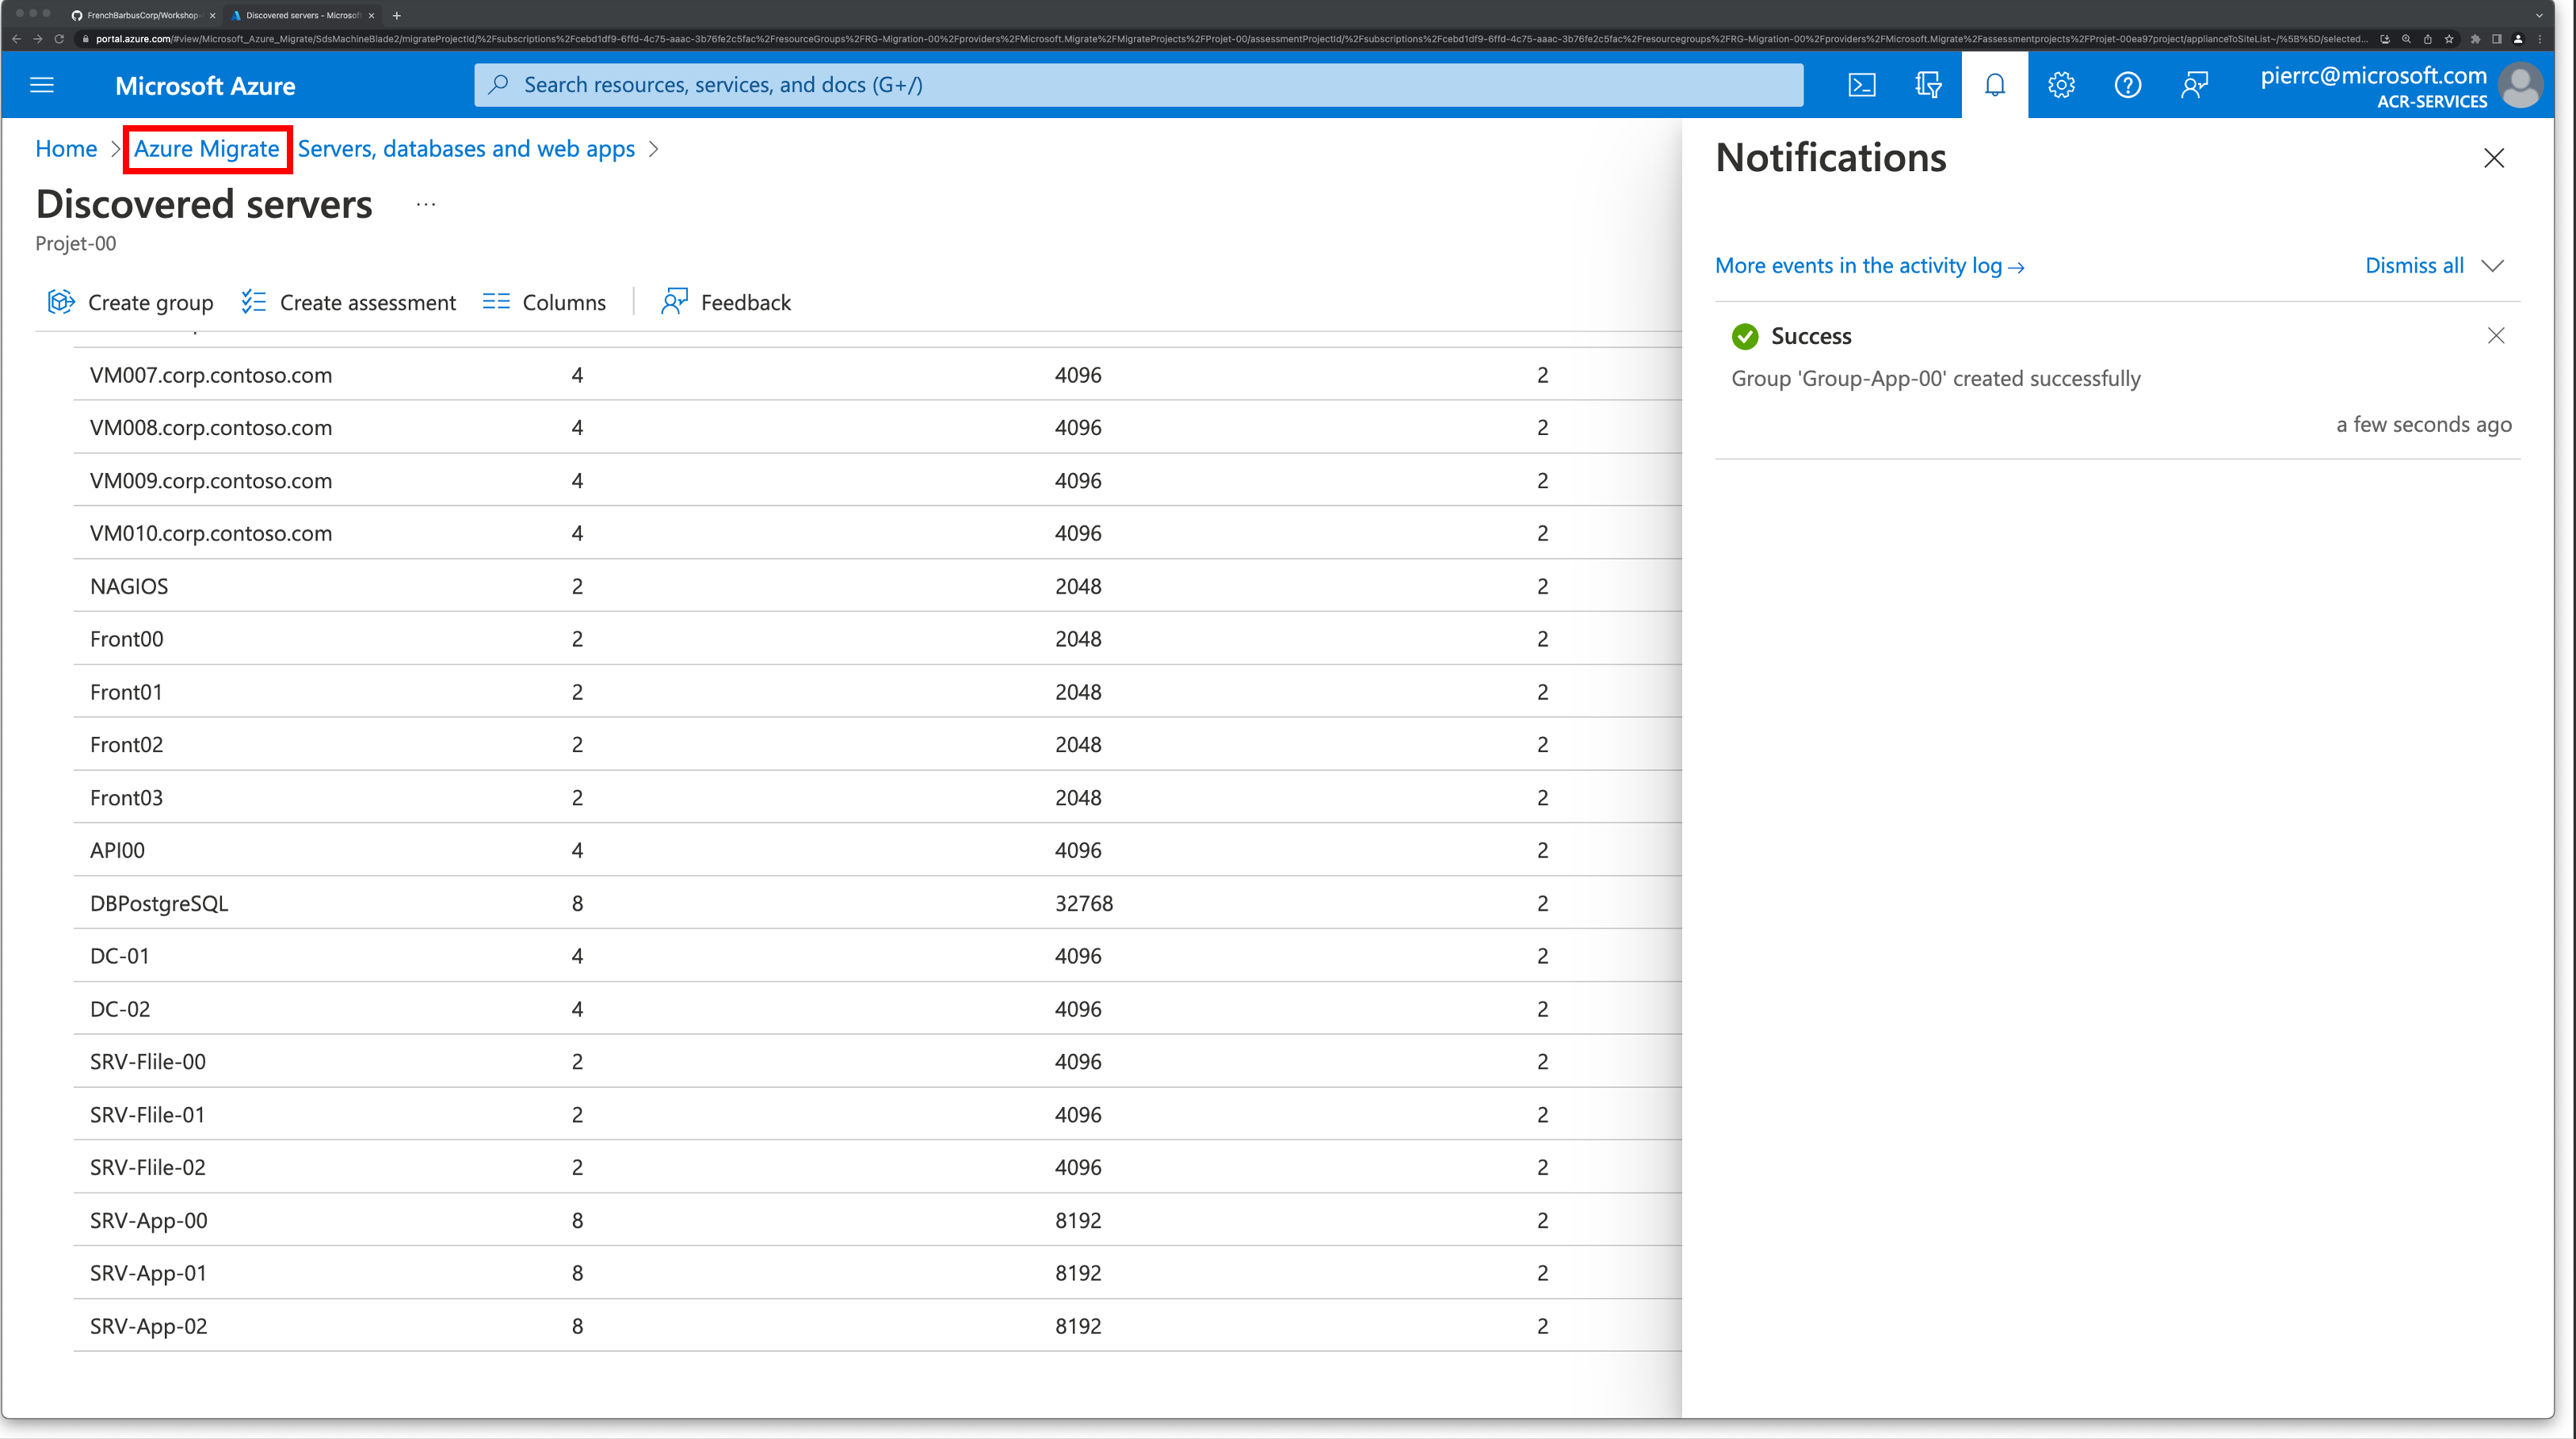 FrenchBarbusCorp/Workshop-
Discovered servers - Microsoft
portal.azure.com/#view/Microsoft_Azure_Migrate/SdsMachineBlade2/migrateProjectId/%2Fsubscriptions%2Fcebd1df9-6ffd-4c75-aaac-3b76fe2c5fac%2FresourceGroups%2FRG-Migration-00%2Fproviders%2FMicrosoft.Migrate%2FMigrateProjects%2FProjet-00/assessmentProjectId/%2Fsubscriptions%2Fcebd1df9-6ffd-4c75-aaac-3b76fe2c5fac%2Fresourcegroups%2FRG-Migration-00%2Fproviders%2FMicrosoft.Migrate%2Fassessmentprojects%2FProjet-00ea97project/applianceToSiteList~/%5B%5D/selected...
Microsoft Azure
Search resources, services, and docs (G+/)
pierrc@microsoft.com
ACR-SERVICES
Home > Azure Migrate Servers, databases and web apps >
Discovered servers ...
Projet-00
Create group Create assessment Columns Feedback
VM007.corp.contoso.com 4 4096 2
VM008.corp.contoso.com 4 4096 2
VM009.corp.contoso.com 4 4096 2
VM010.corp.contoso.com 4 4096 2
NAGIOS 2 2048 2
Front00 2 2048 2
Front01 2 2048 2
Front02 2 2048 2
Front03 2 2048 2
API00 4 4096 2
DBPostgreSQL 8 32768 2
DC-01 4 4096 2
DC-02 4 4096 2
SRV-Flile-00 2 4096 2
SRV-Flile-01 2 4096 2
SRV-Flile-02 2 4096 2
SRV-App-00 8 8192 2
SRV-App-01 8 8192 2
SRV-App-02 8 8192 2
Notifications
More events in the activity log → Dismiss all
Success
Group 'Group-App-00' created successfully
a few seconds ago